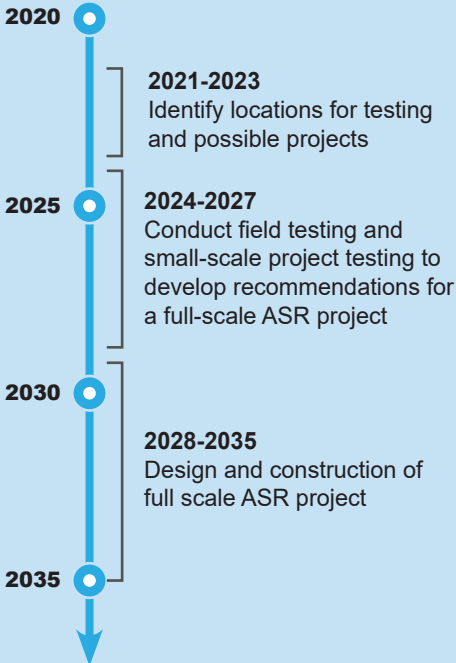 2020
2021-2023
Identify locations for testing
and possible projects
2025
2024-2027
Conduct field testing and
small-scale project testing to
develop recommendations for
a full-scale ASR project
2030
2028-2035
Design and construction of
full scale ASR project
2035